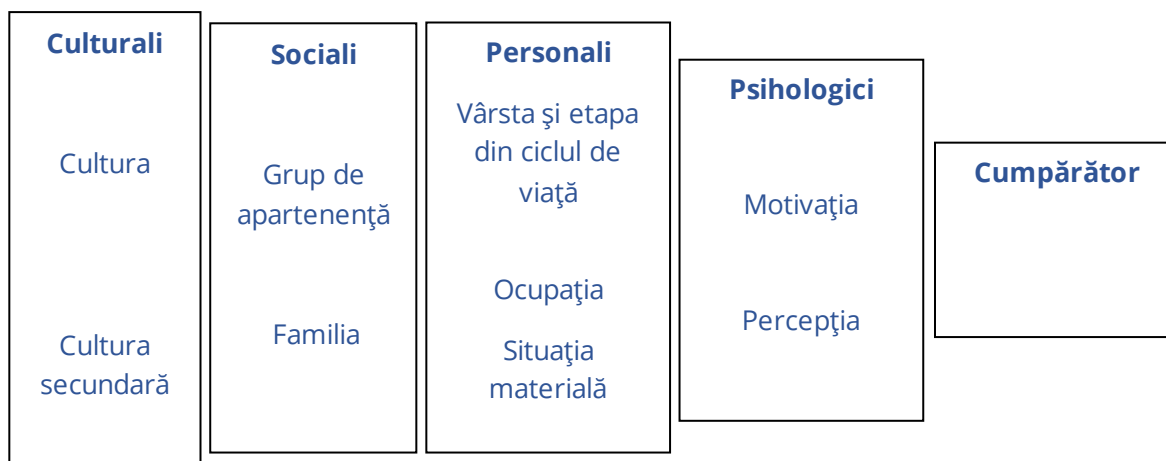 Culturali
Cultura
Cultura
secundară
Sociali
Grup de
apartenenţă
Familia
Personali
Vârsta şi etapa
din ciclul de
viaţă
Ocupaţia
Situaţia
materială
Psihologici
Motivaţia
Percepţia
Cumpărător